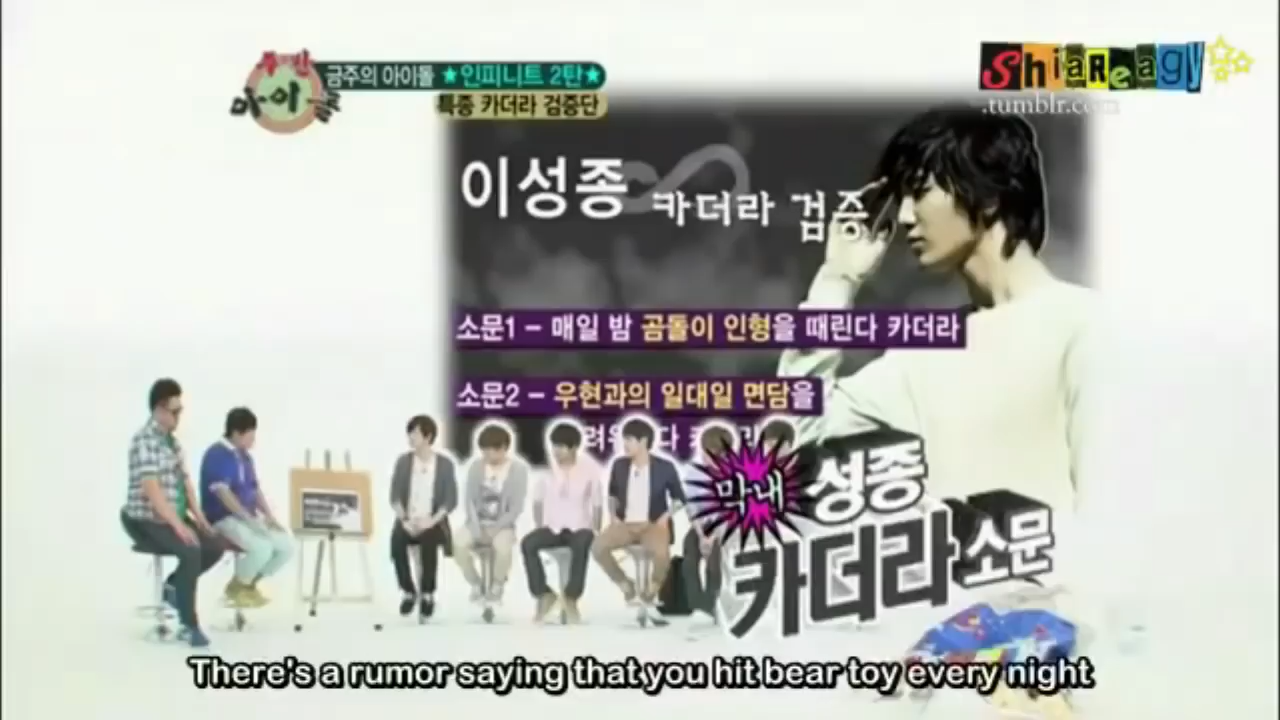 주간
아이돌
금주의 아이돌 ★인피니트 2탄★
특종 카더라 검증단
Shiareagy
.tumblr.com
이성종 카더라 검증
소문1 - 매일 밤 곰돌이 인형을 때린다 카더라
소문2 - 우현과의 일대일 면담을
막내 성종
카더라 소문
There's a rumor saying that you hit bear toy every night